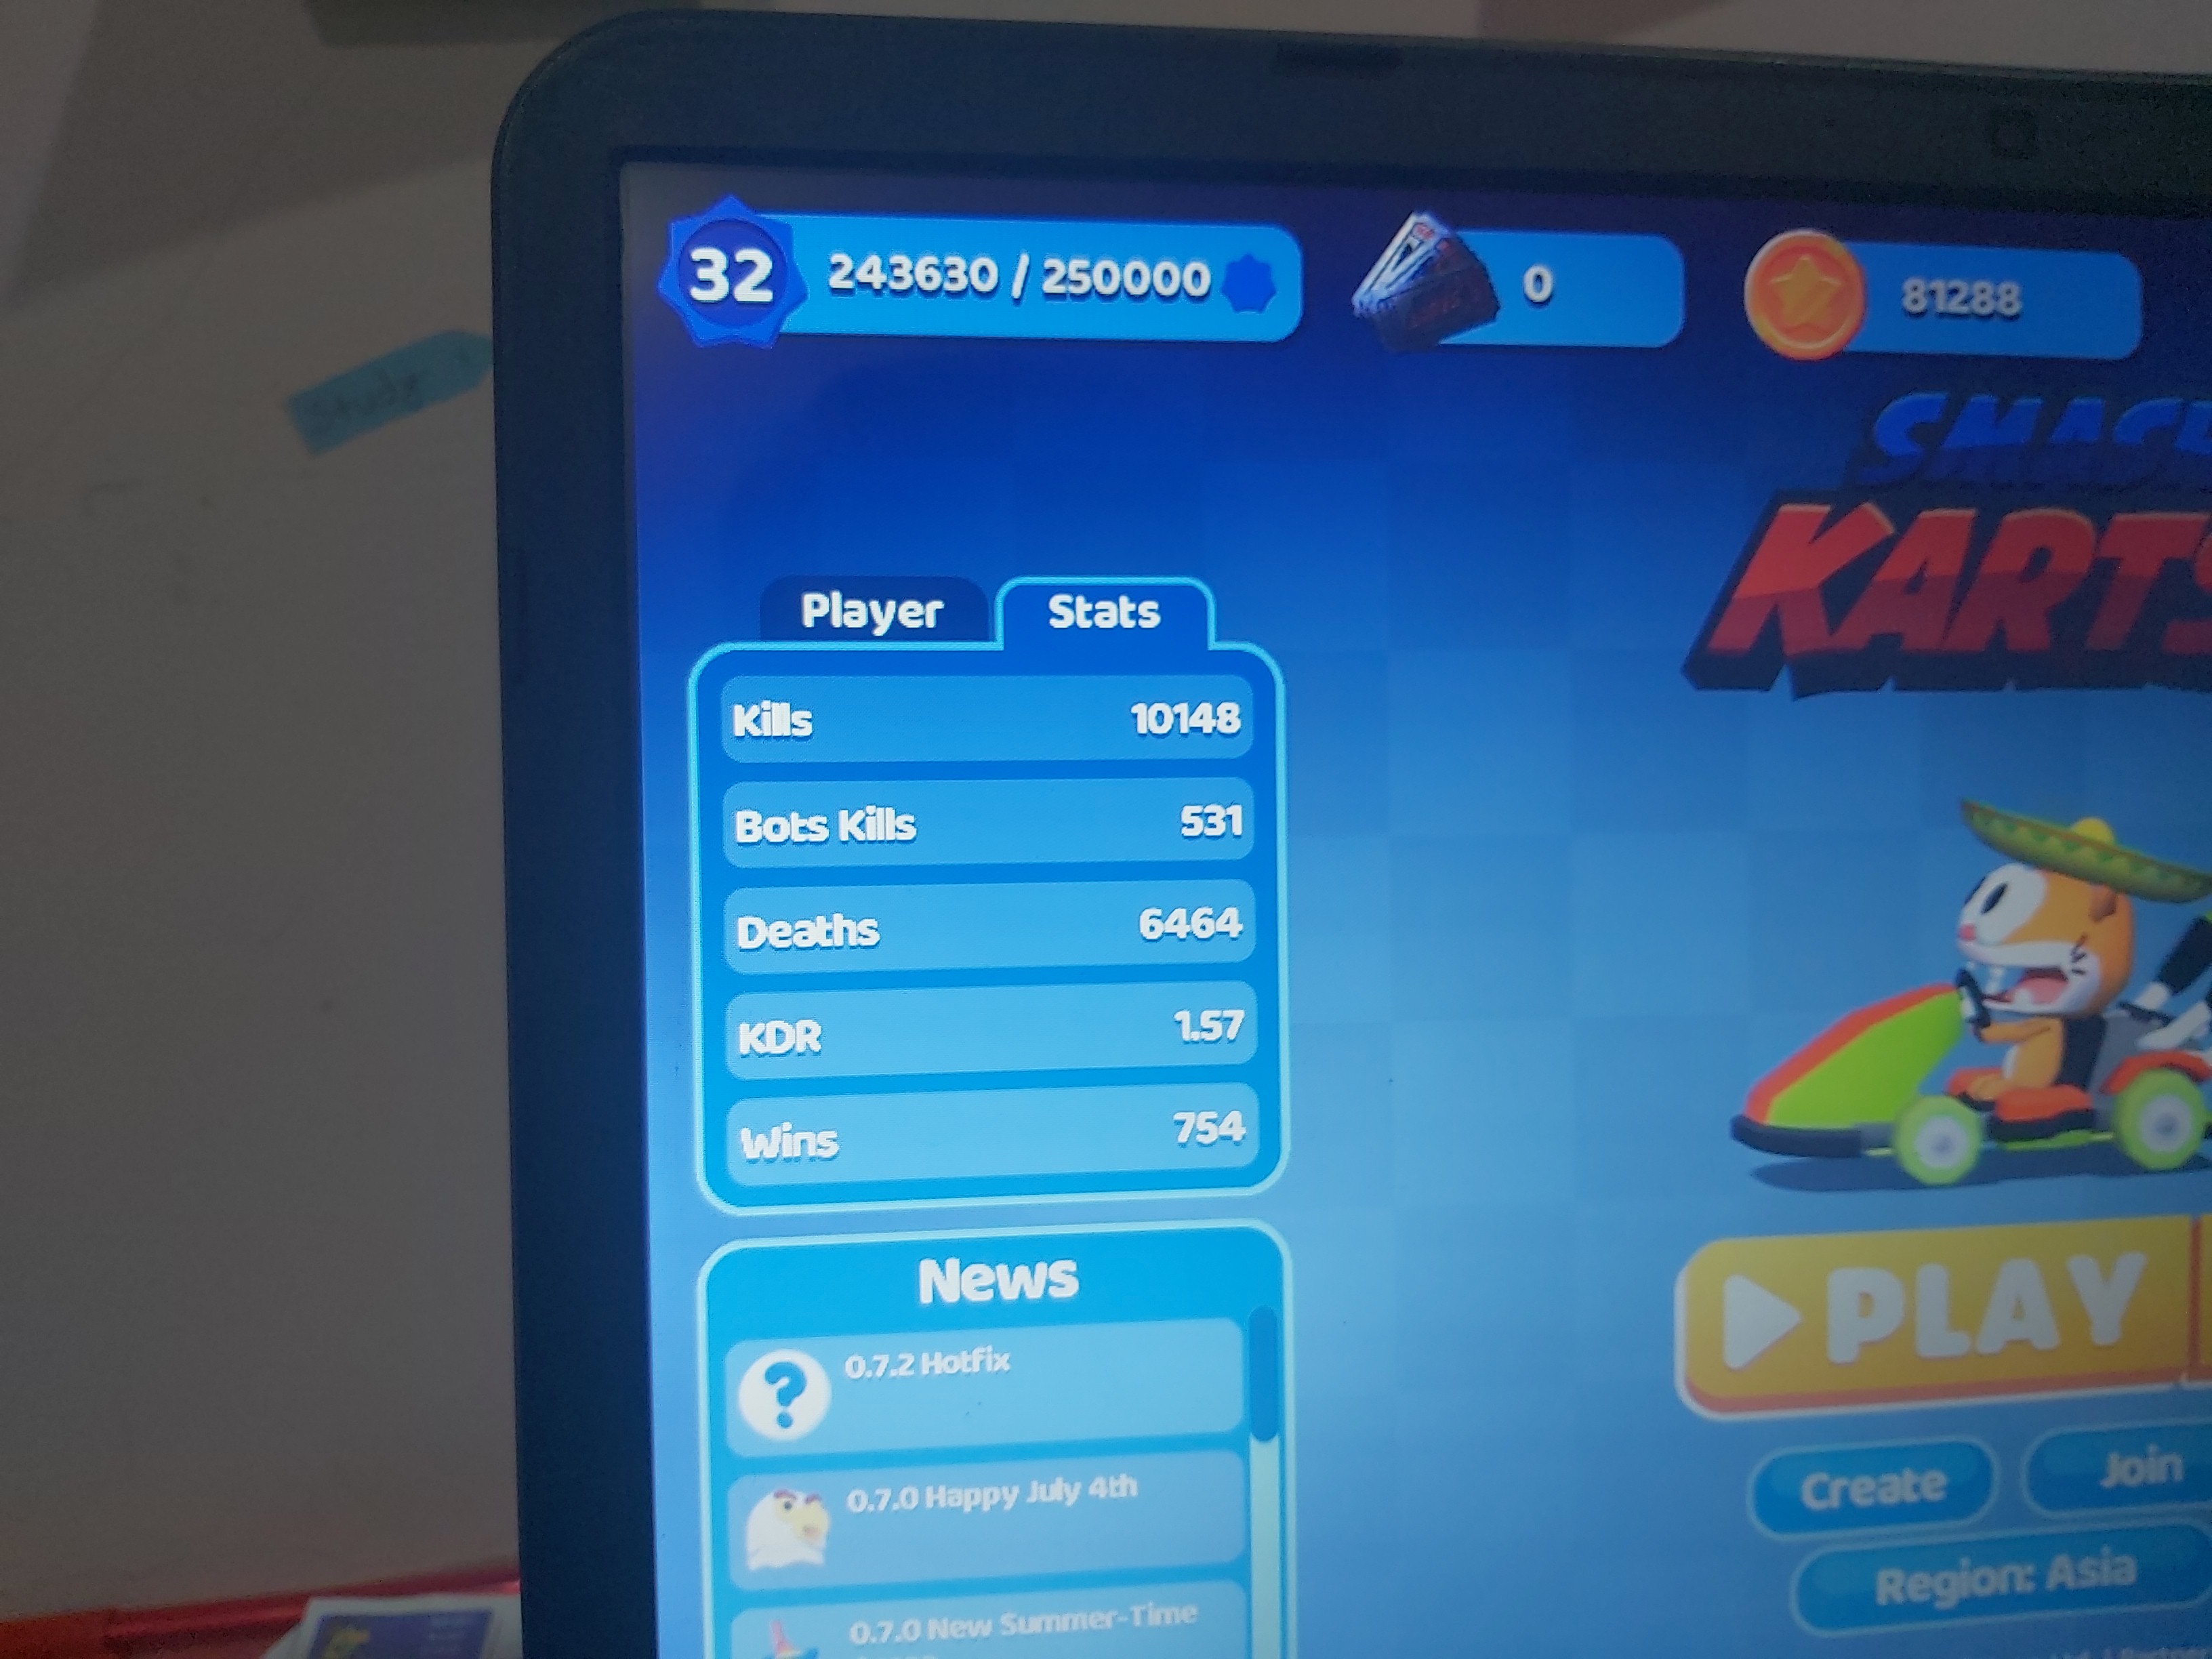 32
243630 / 250000
0
81288
Study
SMASH
KARTS
Player
Stats
Kills 10148
Bots Kills 531
Deaths 6464
KDR 1.57
Wins 754
News
0.7.2 Hotfix
0.7.0 Happy July 4th
0.7.0 New Summer-Time
PLAY
Create
Join
Region: Asia